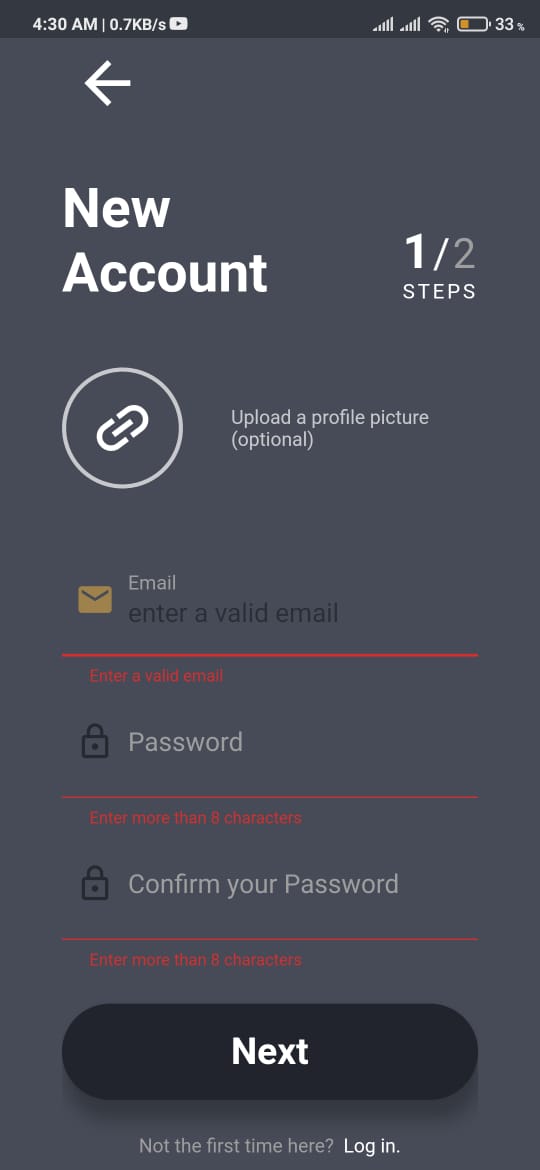 4:30 AM | 0.7KB/s 33 %
New
Account
1/2
STEPS
Upload a profile picture
(optional)
Email
enter a valid email
Enter a valid email
Password
Enter more than 8 characters
Confirm your Password
Enter more than 8 characters
Next
Not the first time here? Log in.